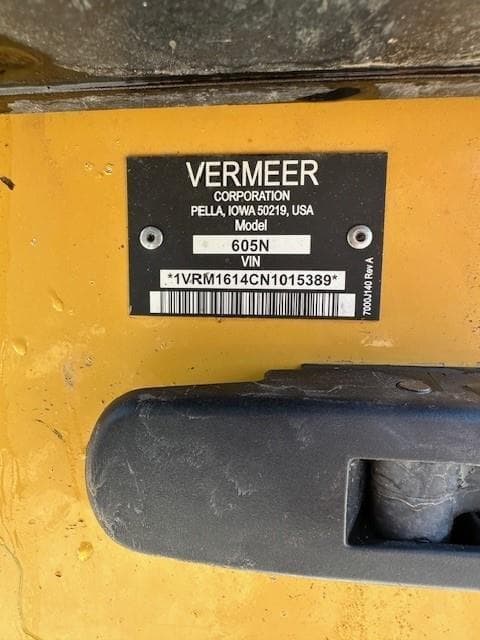 VERMEER
CORPORATION
PELLA, IOWA 50219, USA
Model
605N
VIN
*1VRM1614CN1015389*
7000J140 Rev A